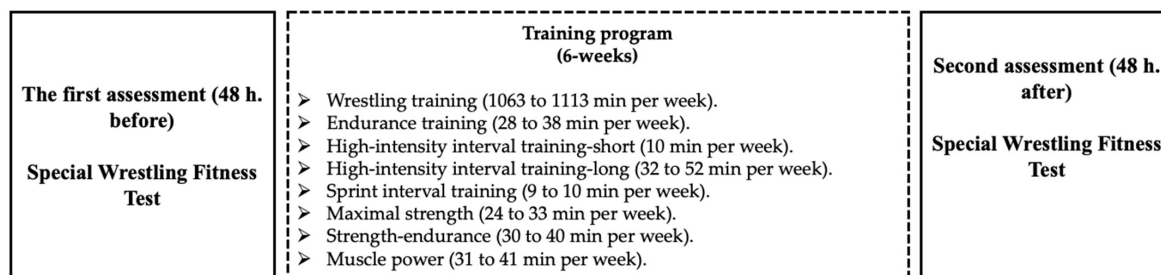 The first assessment (48 h.
before)
Special Wrestling Fitness
Test
Training program
(6-weeks)
➢ Wrestling training (1063 to 1113 min per week).
➢ Endurance training (28 to 38 min per week).
➢ High-intensity interval training-short (10 min per week).
➢ High-intensity interval training-long (32 to 52 min per week).
➢ Sprint interval training (9 to 10 min per week).
➢ Maximal strength (24 to 33 min per week).
➢ Strength-endurance (30 to 40 min per week).
➢ Muscle power (31 to 41 min per week).
Second assessment (48 h.
after)
Special Wrestling Fitness
Test